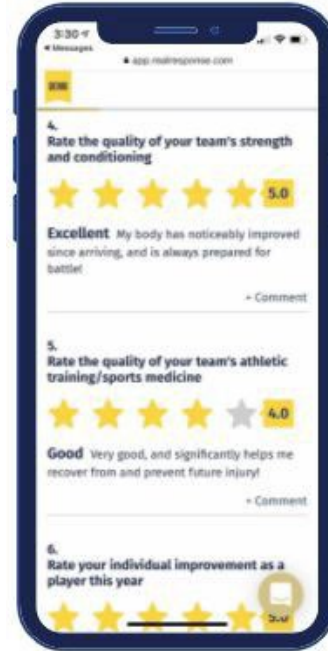 3:30
Messages
app.realresponse.com
DEMO
4.
Rate the quality of your team's strength
and conditioning
5.0
Excellent My body has noticeably improved
since arriving, and is always prepared for
battle!
+ Comment
5.
Rate the quality of your team's athletic
training/sports medicine
4.0
Good Very good, and significantly helps me
recover from and prevent future injury!
+ Comment
6.
Rate your individual improvement as a
player this year
5.0